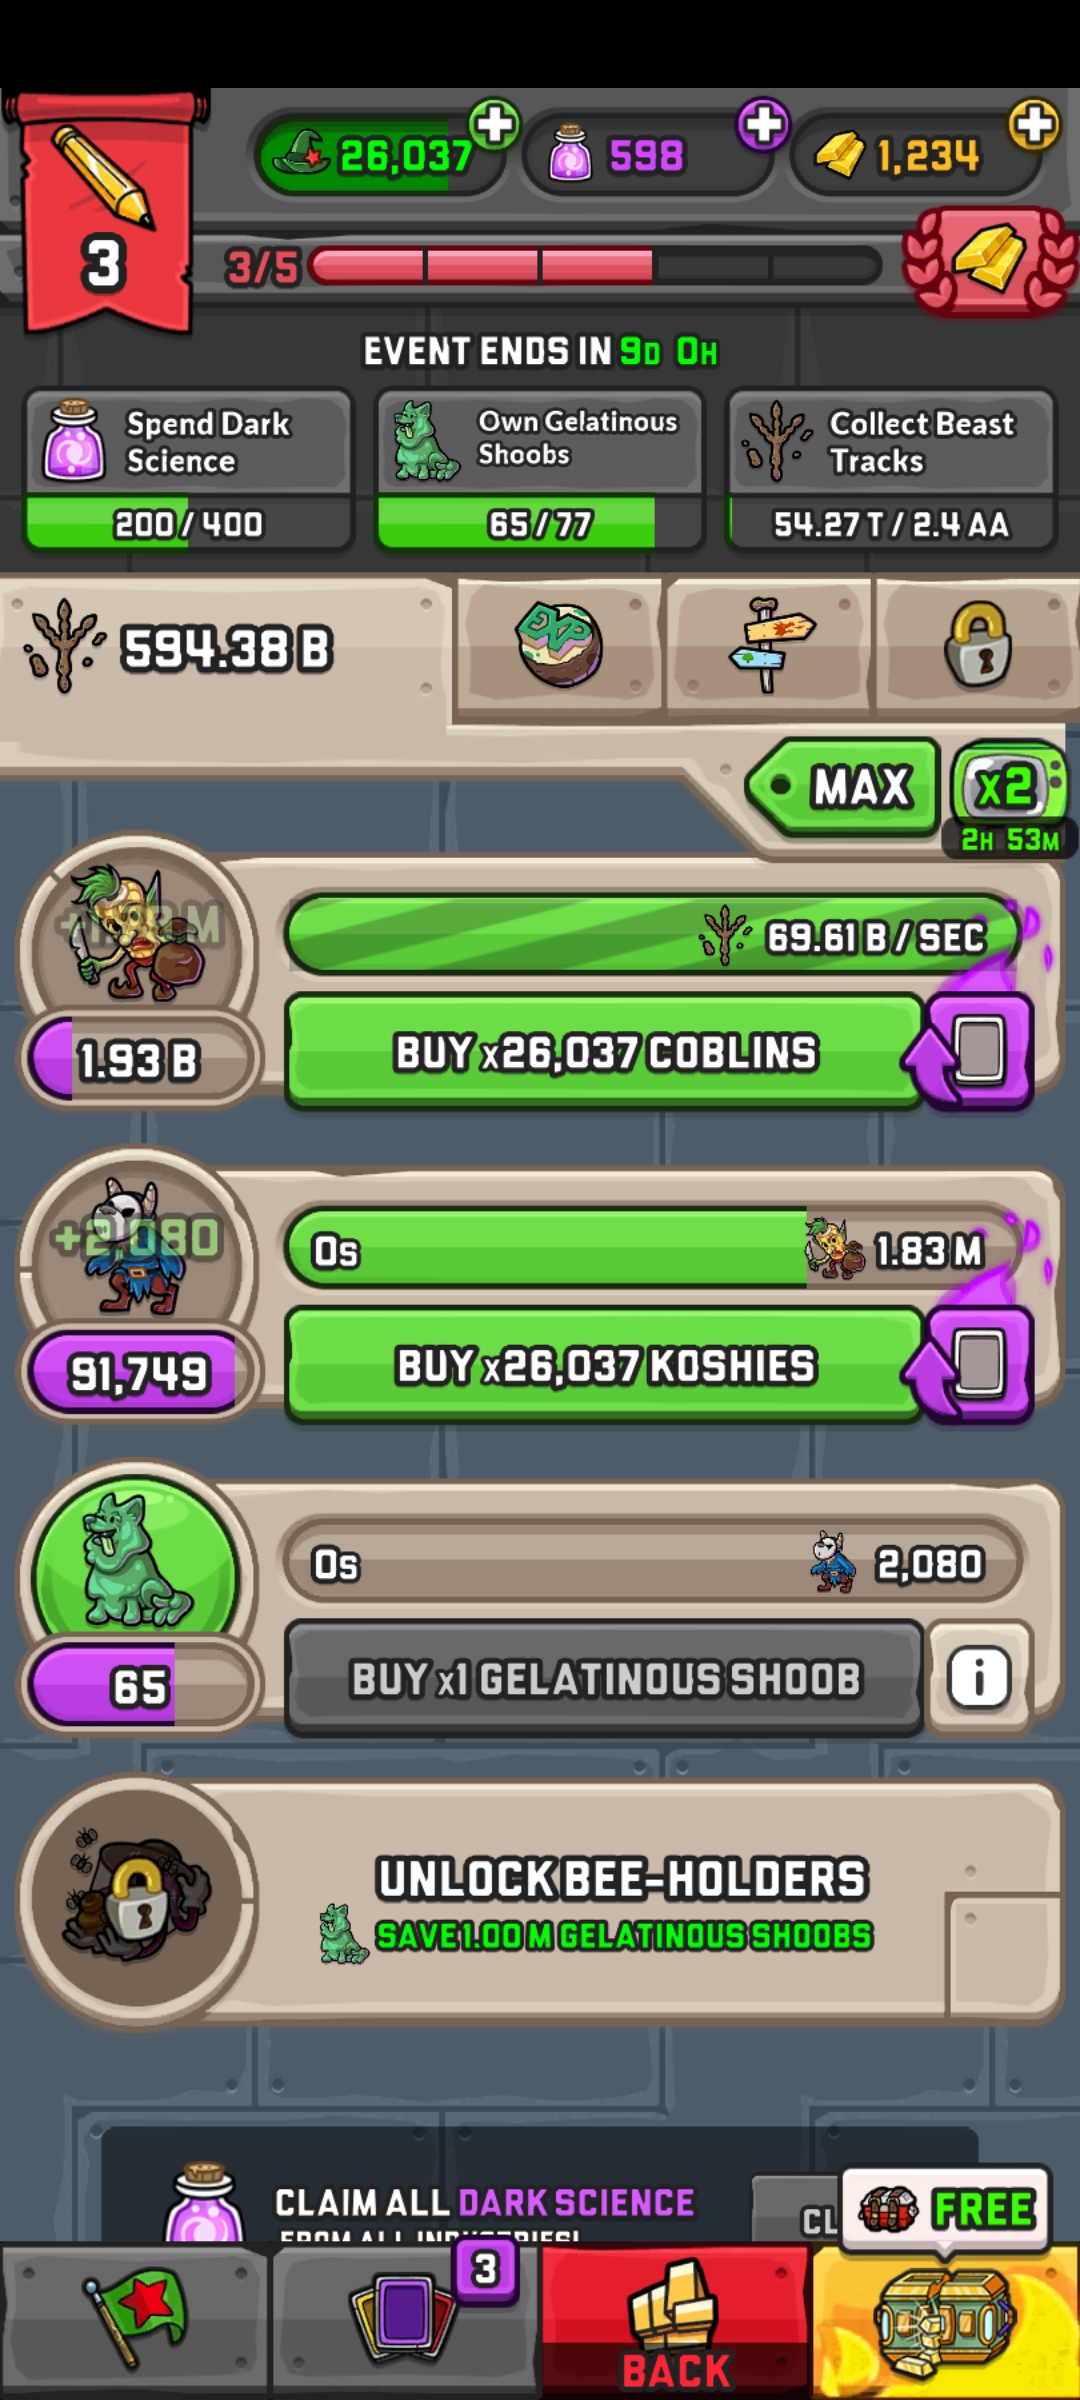 26,037
598
1,234
3
3/5
EVENT ENDS IN 9D 0H
Spend Dark
Science
200 / 400
Own Gelatinous
Shoobs
65/77
Collect Beast
Tracks
54.27 T / 2.4 AA
594.38 B
EXP
MAX
x2
2H 53M
69.61 B / SEC
1.93 B
BUY x26,037 COBLINS
+2,080
0s
1.83 M
91,749
BUY x26,037 KOSHIES
0s
2,080
65
BUY x1 GELATINOUS SHOOB
i
UNLOCK BEE-HOLDERS
SAVE 1.00 M GELATINOUS SHOOBS
CLAIM ALL DARK SCIENCE
FROM ALL INDUSTRIES!
CL
FREE
3
BACK